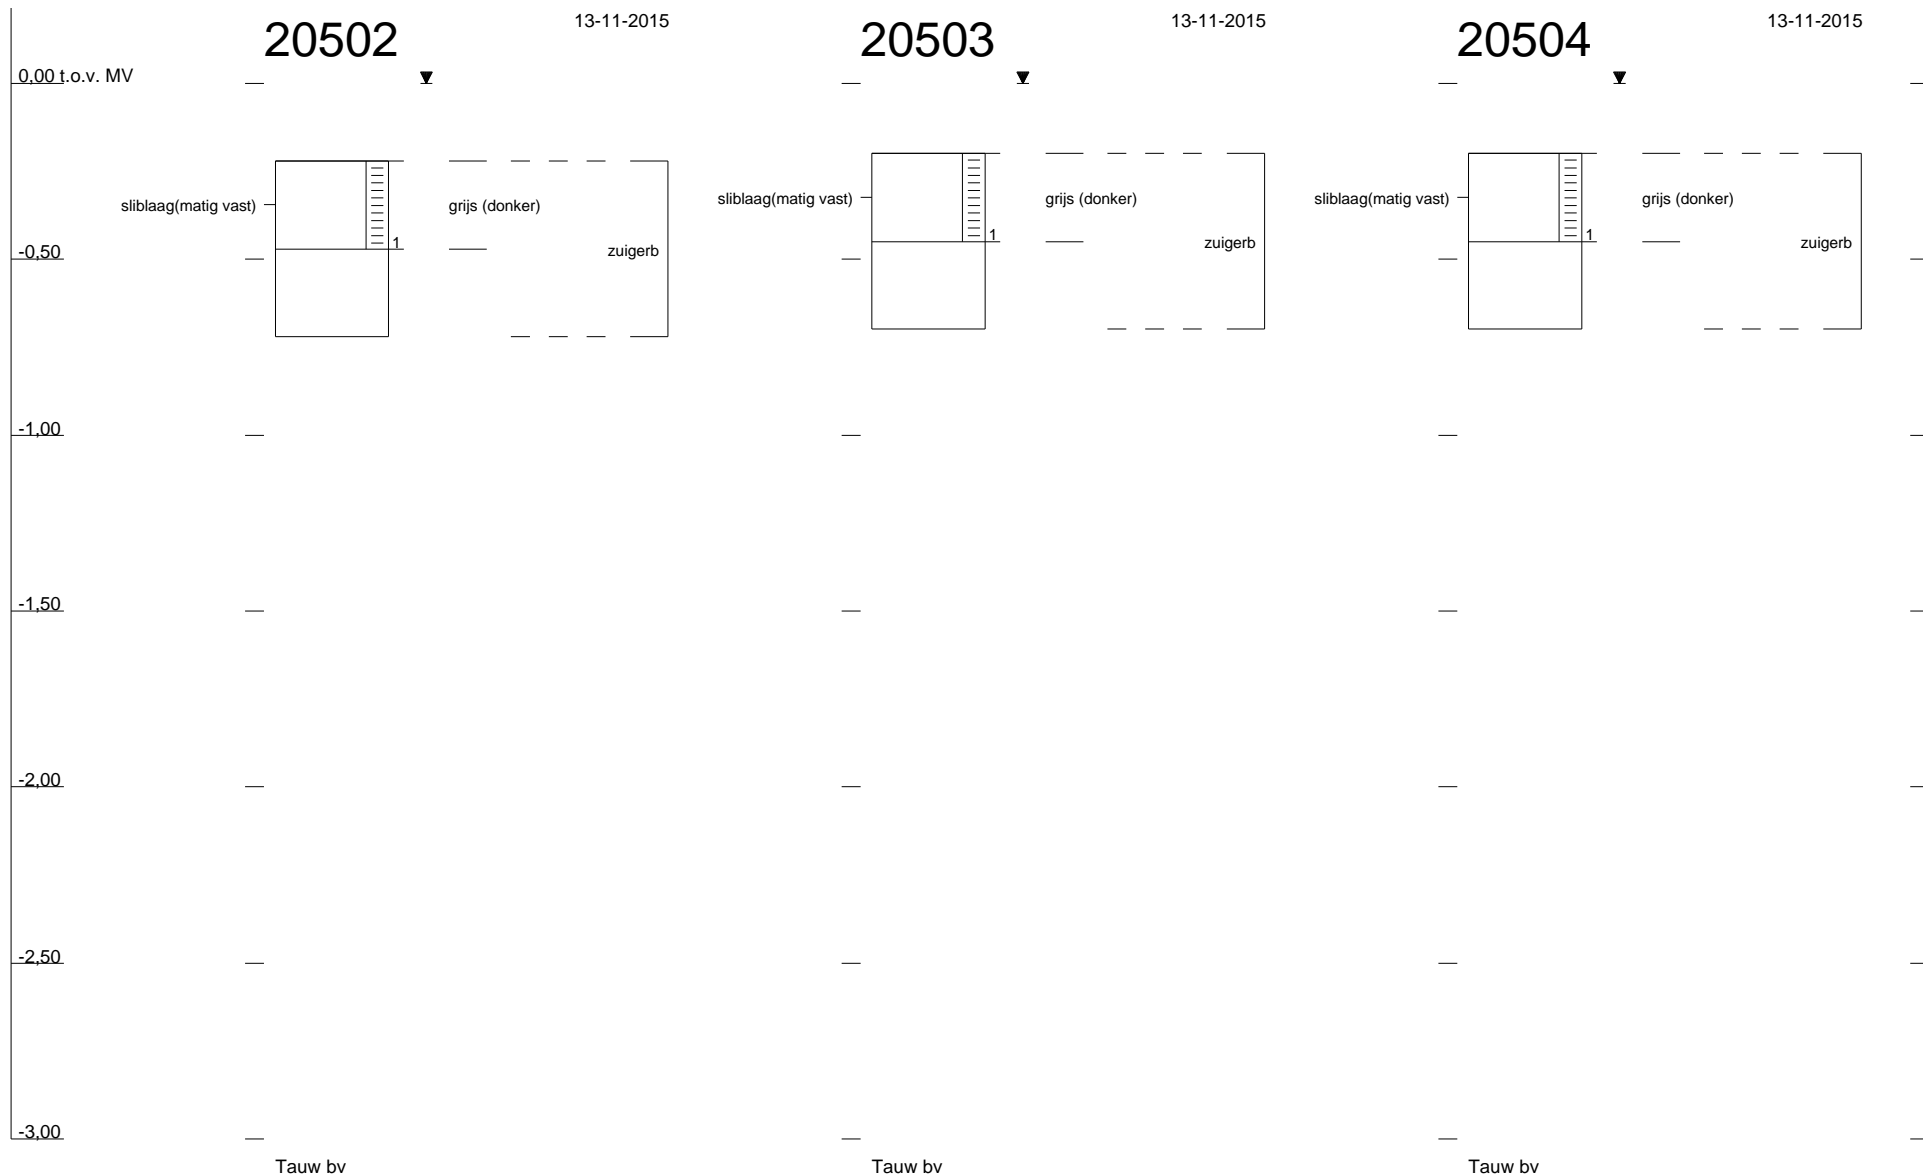 20502 13-11-2015 20503 13-11-2015 20504 13-11-2015
0,00 t.o.v. MV
sliblaag(matig vast) grijs (donker) sliblaag(matig vast) grijs (donker) sliblaag(matig vast) grijs (donker)
1 1 1
zuigerb zuigerb zuigerb
-0,50
-1,00
-1,50
-2,00
-2,50
-3,00
Tauw bv Tauw bv Tauw bv